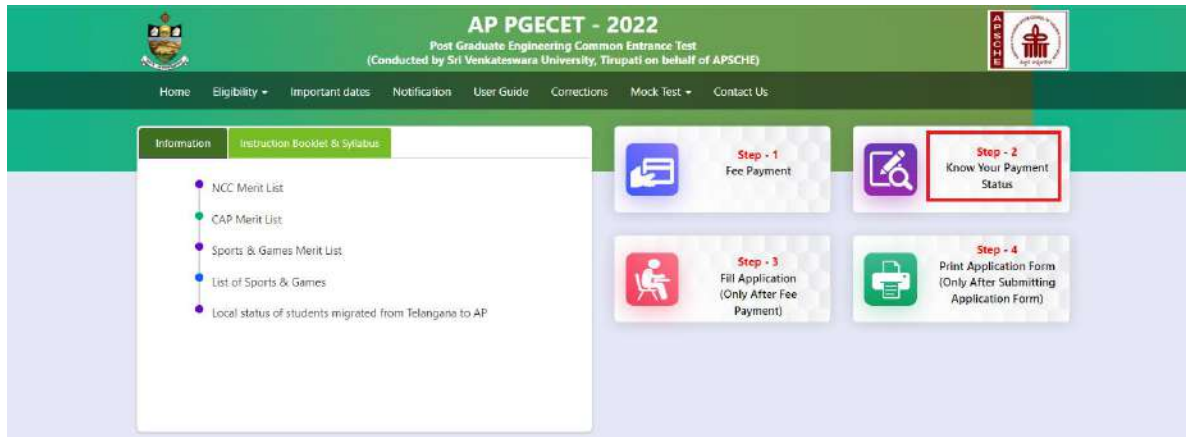 AP PGECET - 2022
Post Graduate Engineering Common Entrance Test
(Conducted by Sri Venkateswara University, Tirupati on behalf of APSCHE)
APSCHE
Home Eligibility Important dates Notification User Guide Corrections Mock Test Contact Us
Information Instruction Booklet & Syllabus
NCC Merit List
CAP Merit List
Sports & Games Merit List
List of Sports & Games
Local status of students migrated from Telangana to AP
Step - 1
Fee Payment
Step - 2
Know Your Payment
Status
Step - 3
Fill Application
(Only After Fee
Payment)
Step - 4
Print Application Form
(Only After Submitting
Application Form)